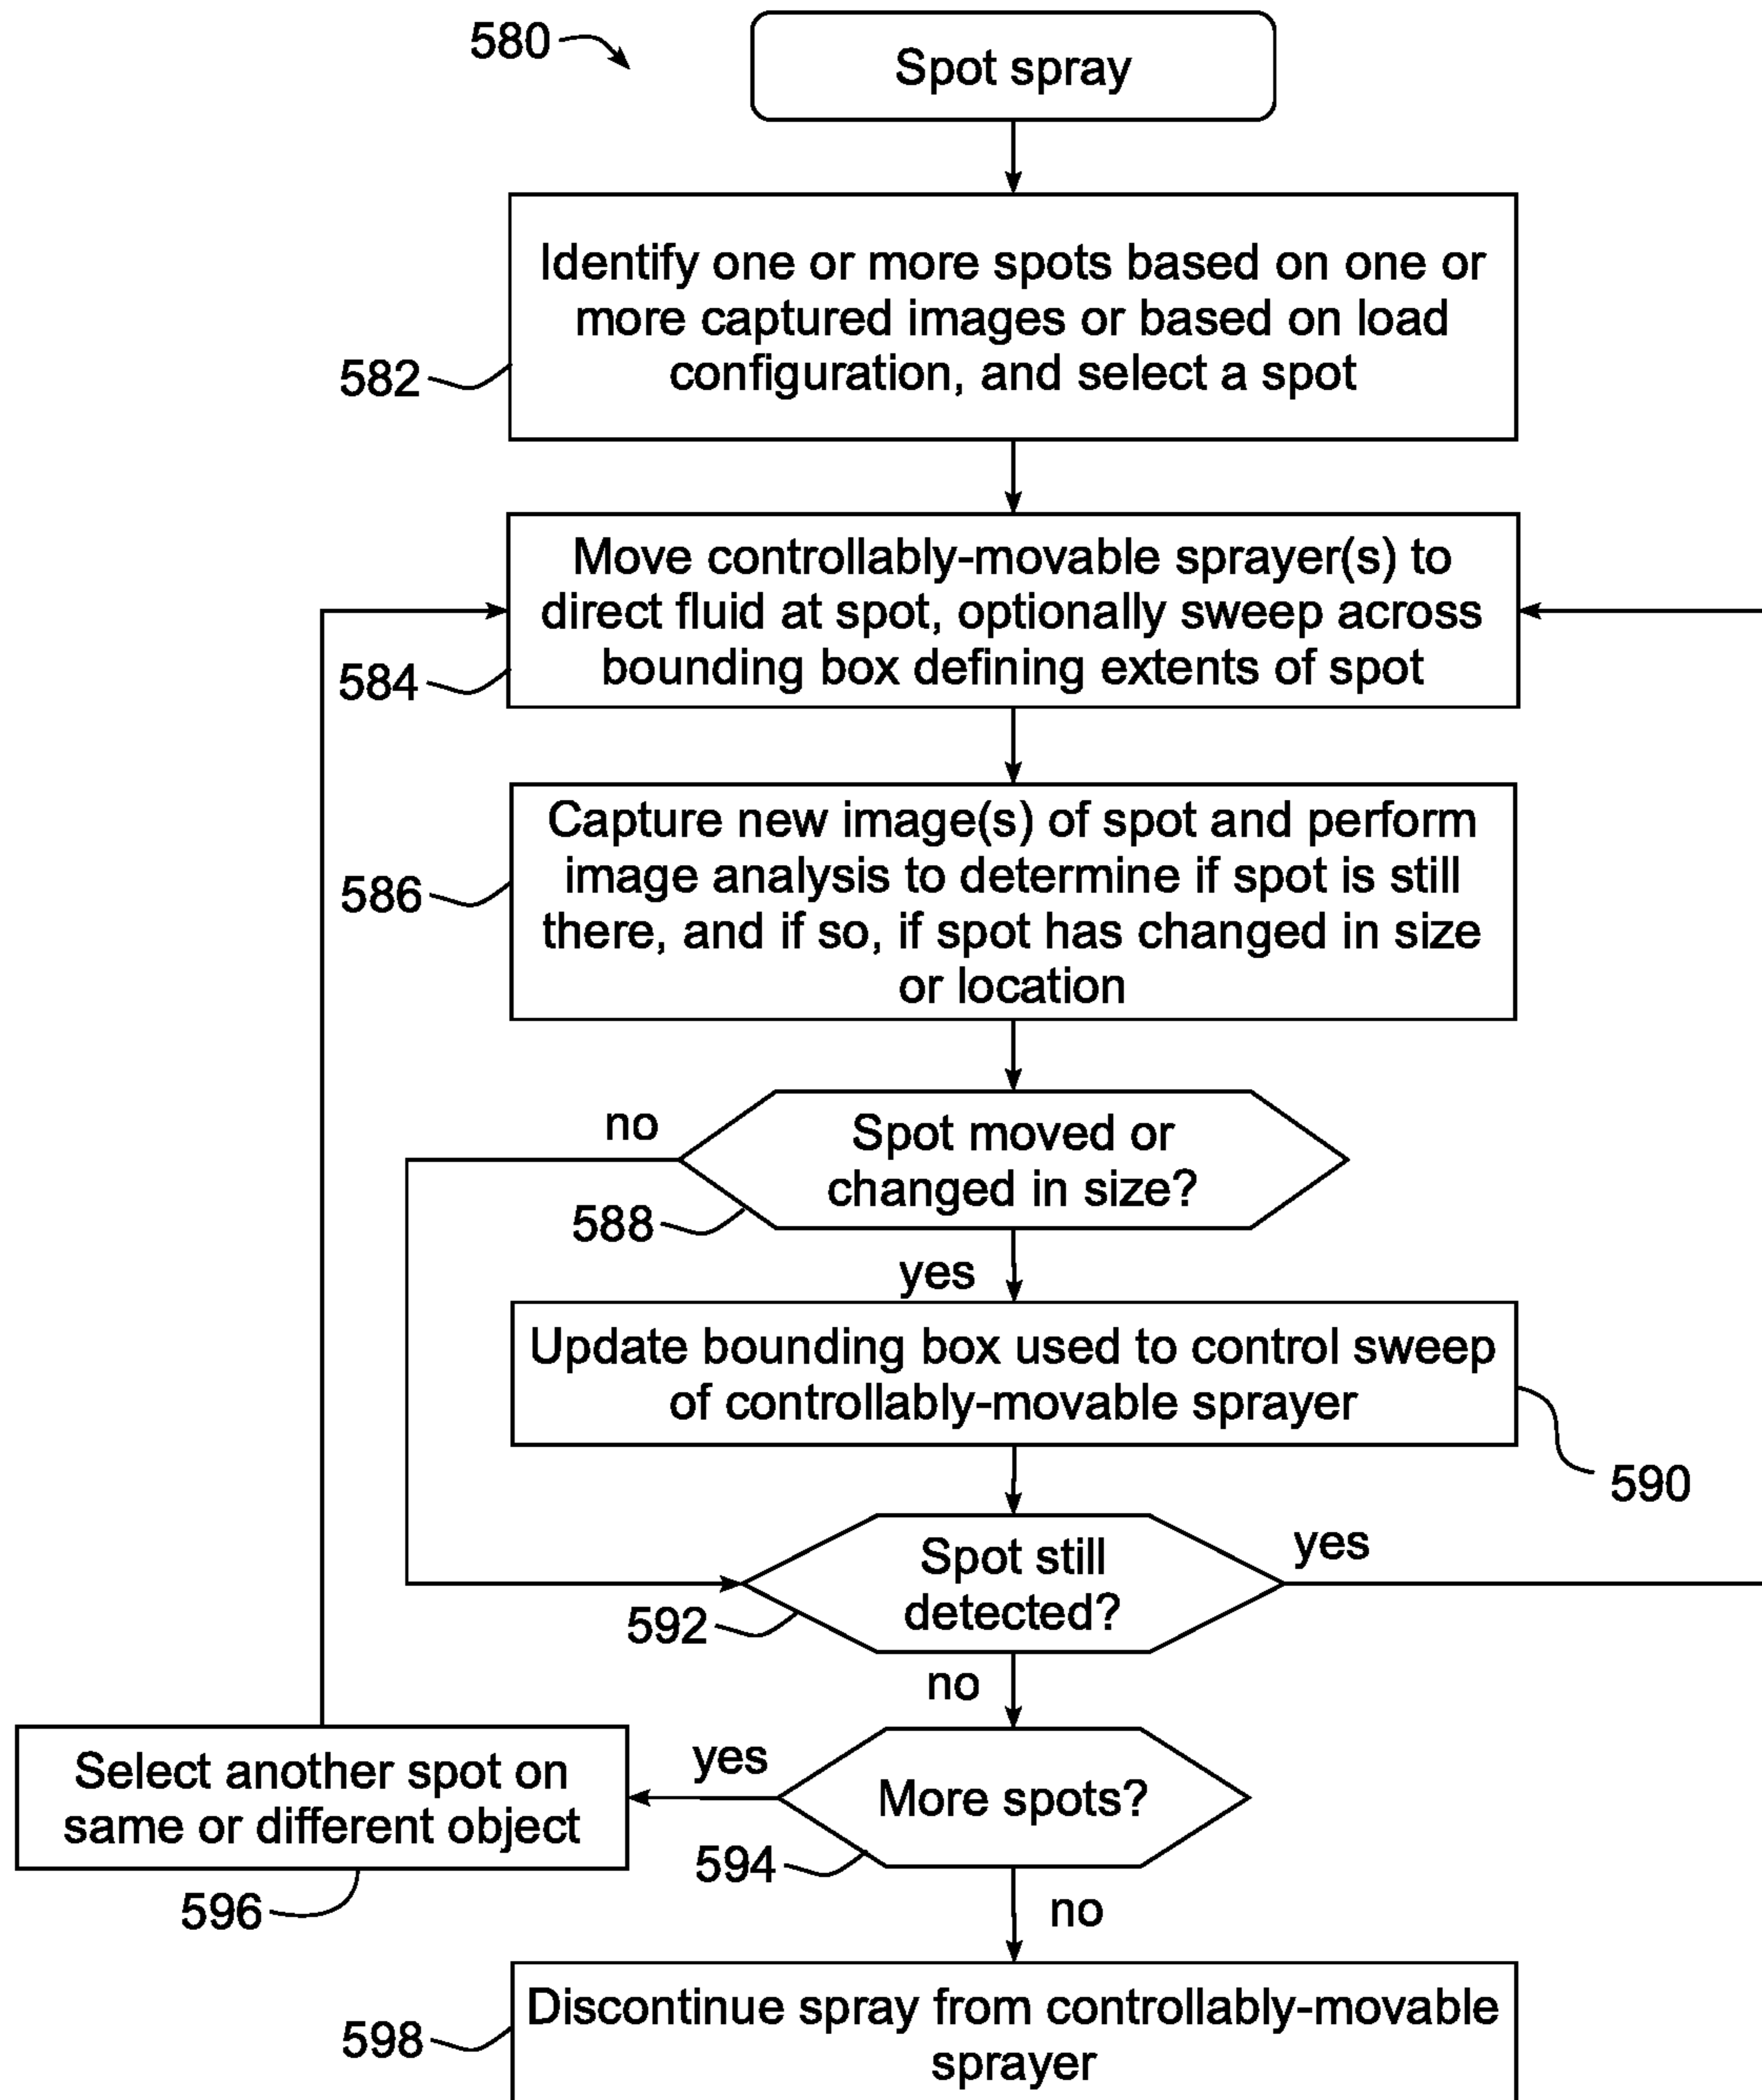 580
Spot spray
Identify one or more spots based on one or
more captured images or based on load
configuration, and select a spot
582
Move controllably-movable sprayer(s) to
direct fluid at spot, optionally sweep across
bounding box defining extents of spot
584
Capture new image(s) of spot and perform
image analysis to determine if spot is still
there, and if so, if spot has changed in size
or location
586
no
Spot moved or
changed in size?
588
yes
Update bounding box used to control sweep
of controllably-movable sprayer
590
Spot still
detected?
yes
592
no
More spots?
yes
594
Select another spot on
same or different object
596
no
Discontinue spray from controllably-movable
sprayer
598